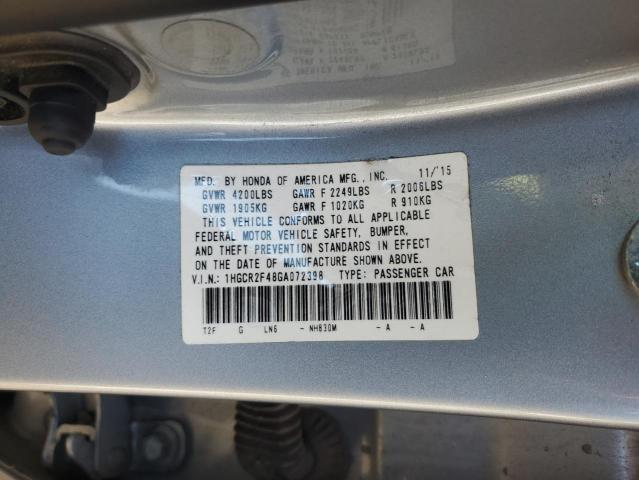 MFD. BY HONDA OF AMERICA MFG., INC. 11/'15
GVWR 4200LBS GAWR F 2249LBS R 2006LBS
GVWR 1905KG GAWR F 1020KG R 910KG
THIS VEHICLE CONFORMS TO ALL APPLICABLE
FEDERAL MOTOR VEHICLE SAFETY, BUMPER,
AND THEFT PREVENTION STANDARDS IN EFFECT
ON THE DATE OF MANUFACTURE SHOWN ABOVE.
V.I.N.: 1HGCR2F48GA072398 TYPE: PASSENGER CAR
T2F G LN6 - NH830M - A - A